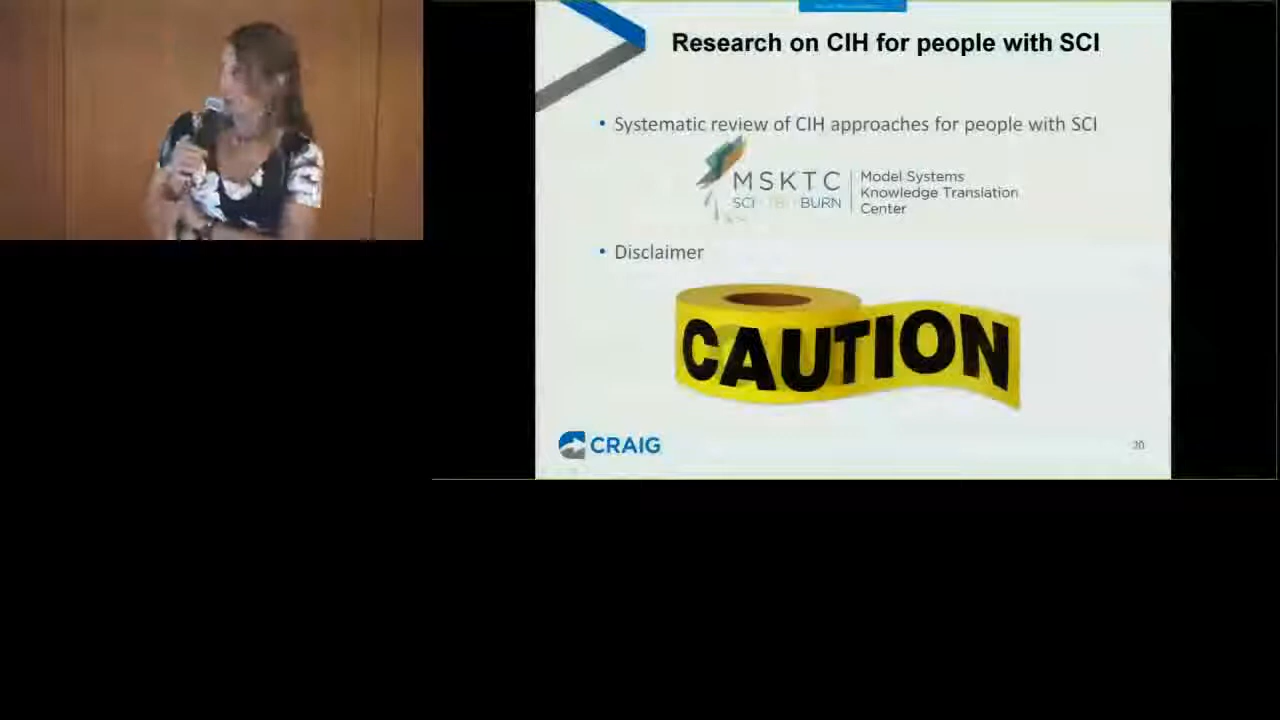 Research on CIH for people with SCI
• Systematic review of CIH approaches for people with SCI
MSKTC
SCI TBI BURN
Model Systems
Knowledge Translation
Center
• Disclaimer
CAUTION
CRAIG
20